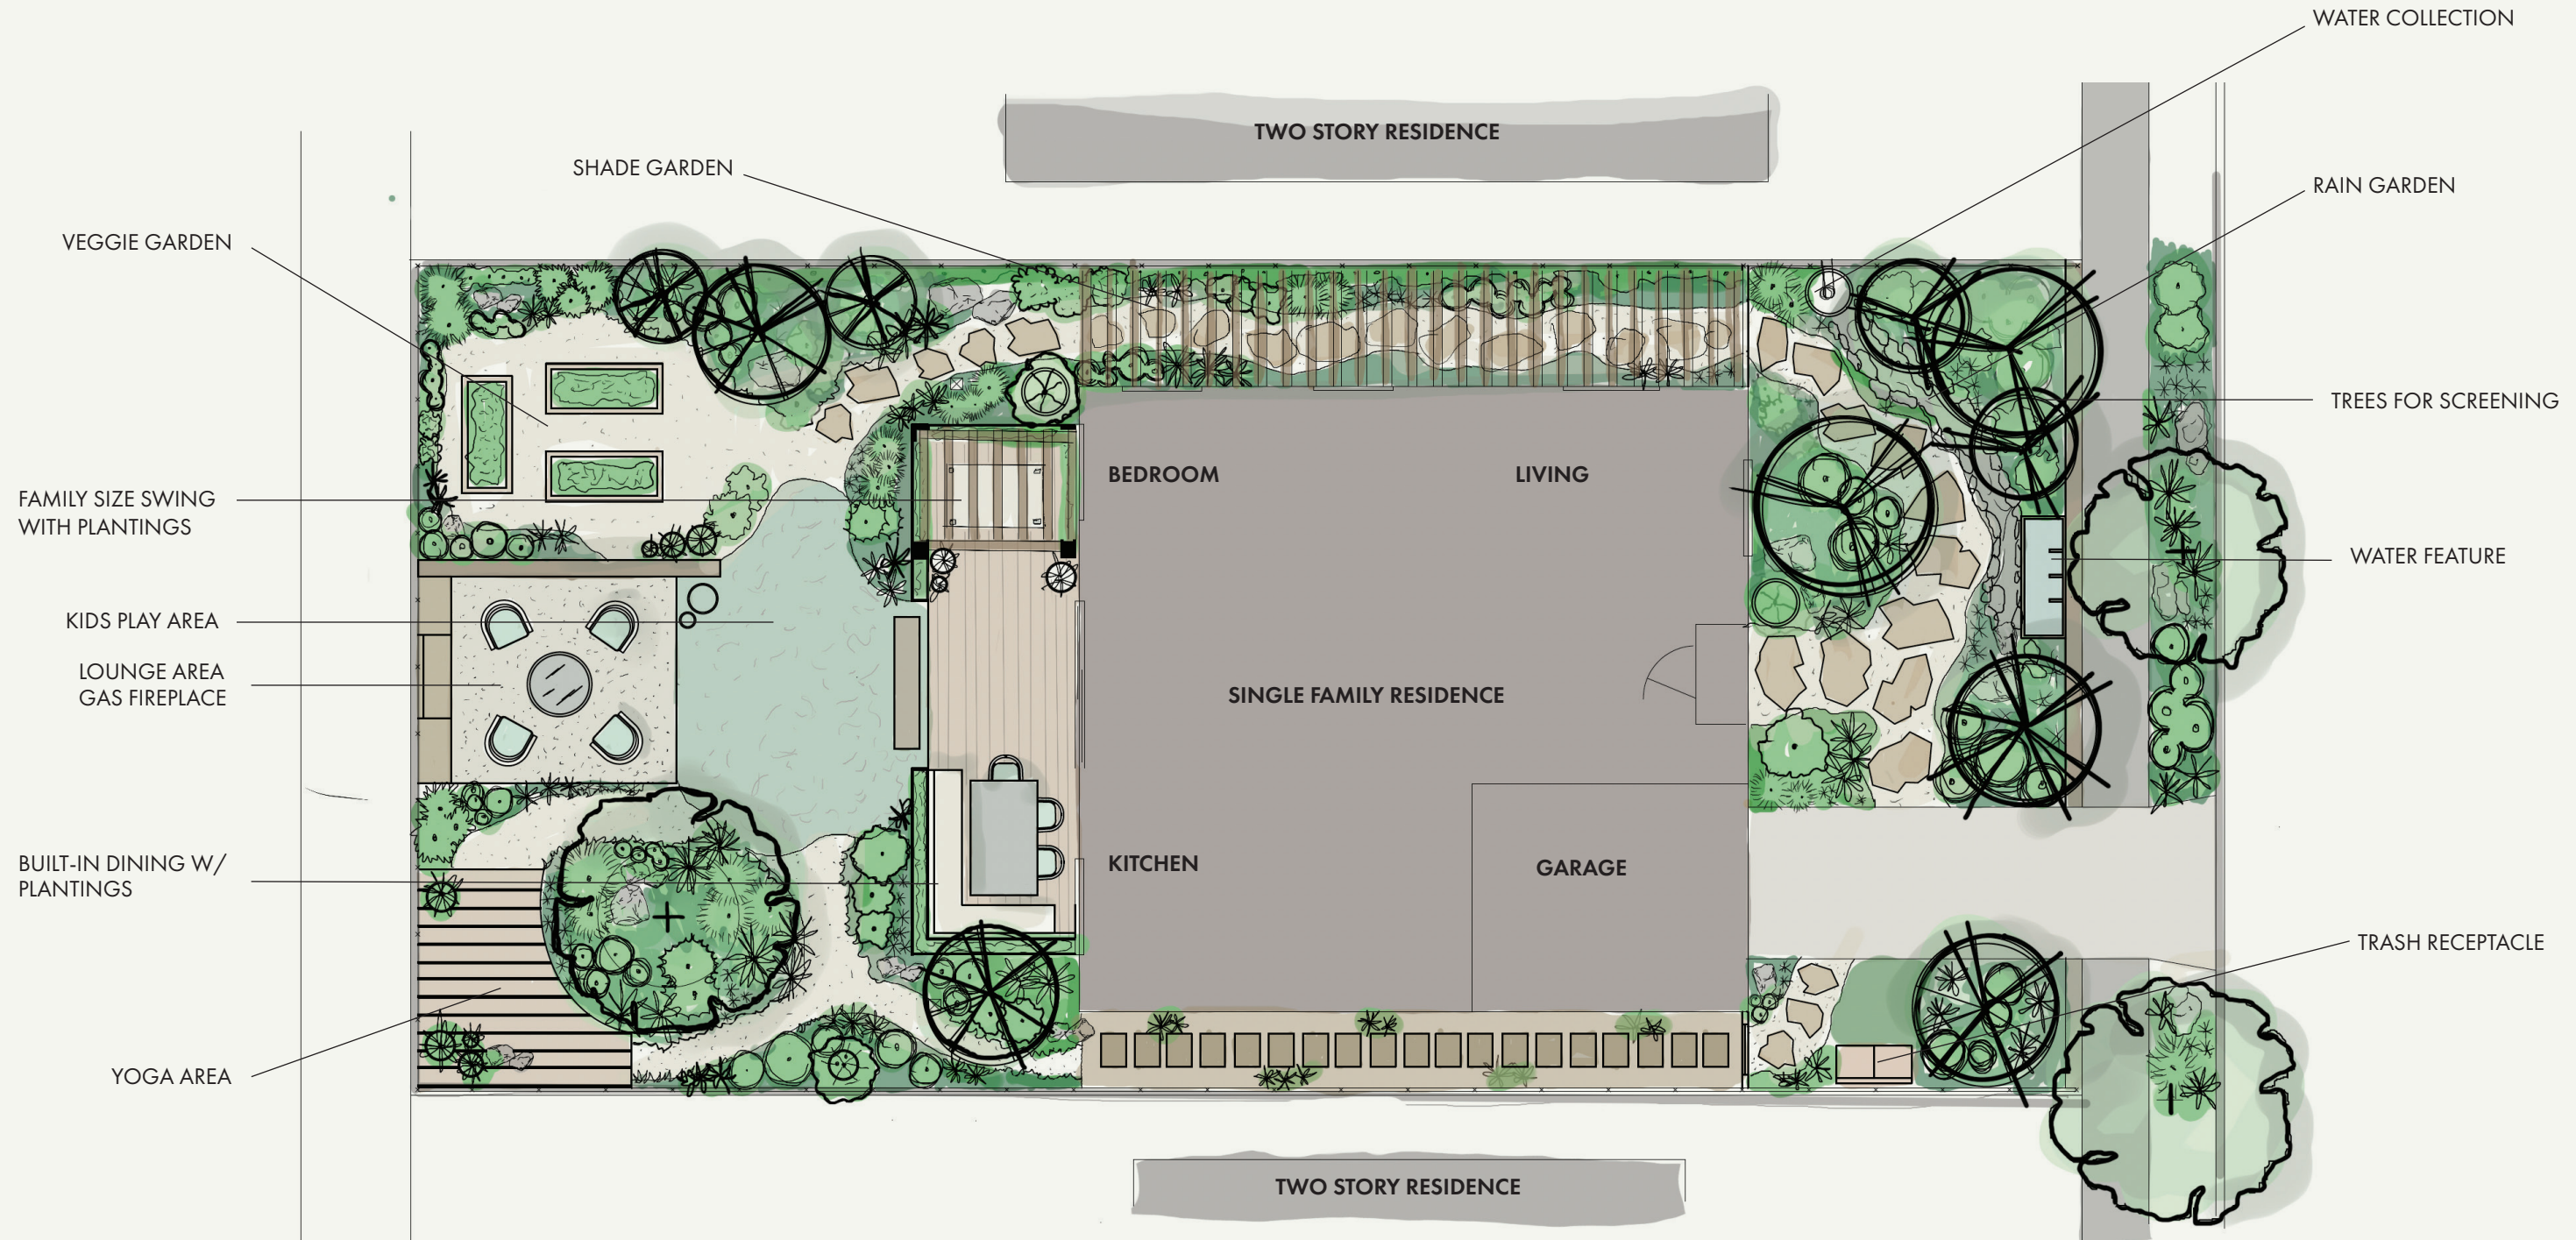 WATER COLLECTION
TWO STORY RESIDENCE
SHADE GARDEN
RAIN GARDEN
VEGGIE GARDEN
TREES FOR SCREENING
BEDROOM
LIVING
FAMILY SIZE SWING
WITH PLANTINGS
WATER FEATURE
KIDS PLAY AREA
LOUNGE AREA
GAS FIREPLACE
SINGLE FAMILY RESIDENCE
BUILT-IN DINING W/
PLANTINGS
KITCHEN
GARAGE
TRASH RECEPTACLE
YOGA AREA
TWO STORY RESIDENCE